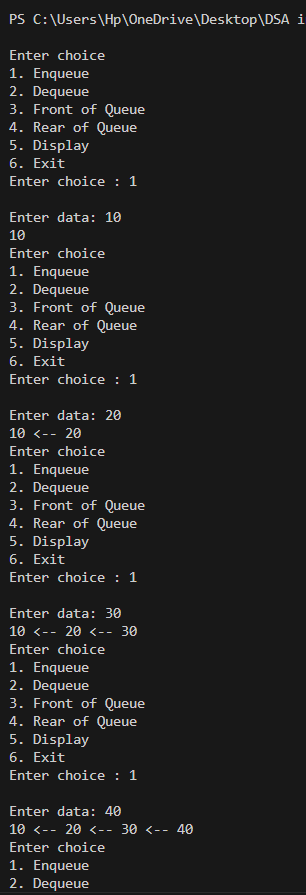 PS C:\Users\Hp\OneDrive\Desktop\DSA i
Enter choice
1. Enqueue
2. Dequeue
3. Front of Queue
4. Rear of Queue
5. Display
6. Exit
Enter choice : 1
Enter data: 10
10
Enter choice
1. Enqueue
2. Dequeue
3. Front of Queue
4. Rear of Queue
5. Display
6. Exit
Enter choice : 1
Enter data: 20
10 <-- 20
Enter choice
1. Enqueue
2. Dequeue
3. Front of Queue
4. Rear of Queue
5. Display
6. Exit
Enter choice : 1
Enter data: 30
10 <-- 20 <-- 30
Enter choice
1. Enqueue
2. Dequeue
3. Front of Queue
4. Rear of Queue
5. Display
6. Exit
Enter choice : 1
Enter data: 40
10 <-- 20 <-- 30 <-- 40
Enter choice
1. Enqueue
2. Dequeue